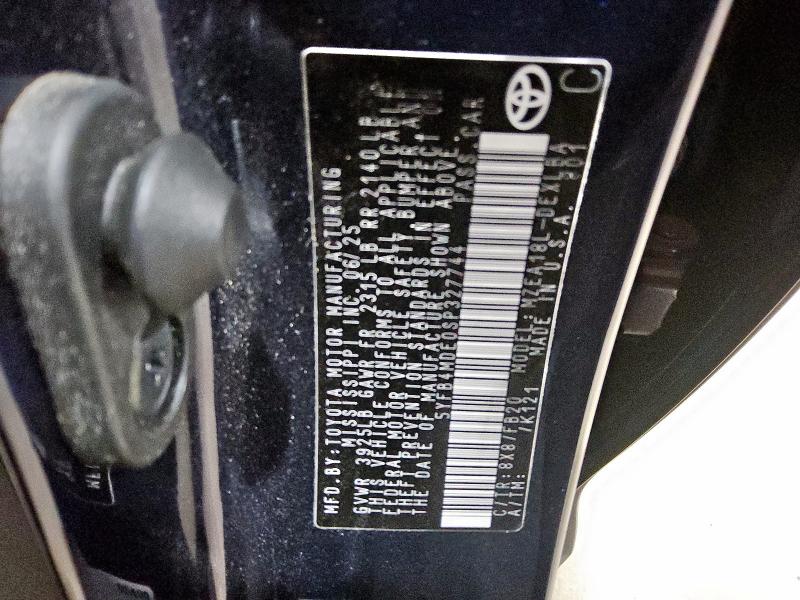 MFD.BY:TOYOTA MOTOR MANUFACTURING
MISSISSIPPI INC. 06/25
GVWR 3925LB GAWR FR 2315 LB RR 2140 LB
THIS VEHICLE CONFORMS TO ALL APPLICABLE
FEDERAL MOTOR VEHICLE SAFETY, BUMPER, AND
THEFT PREVENTION STANDARDS IN EFFECT ON
THE DATE OF MANUFACTURE SHOWN ABOVE.
5YFB4MDE0SP327744 PASS.CAR
C/TR:8X8/FB20 MODEL:MZEA18L-DEXLBA
A/TM: /K121 MADE IN U.S.A. 501
C